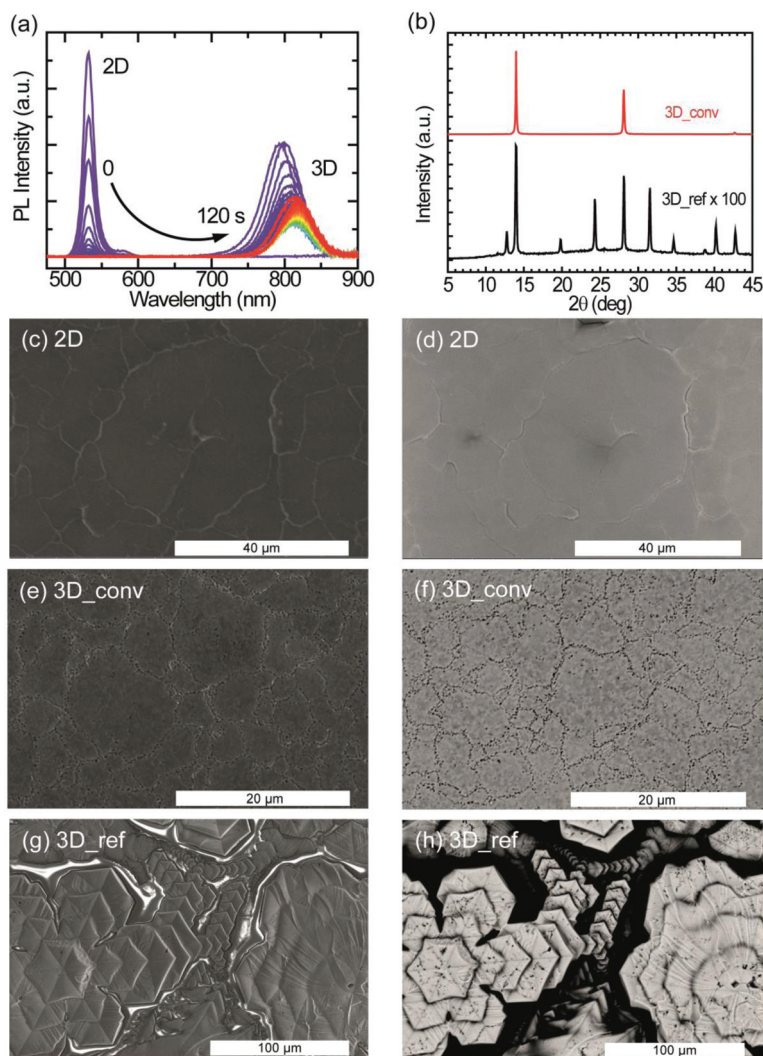 (a)
PL Intensity (a.u.)
2D
0
120 s
3D
500 600 700 800 900
Wavelength (nm)
(b)
Intensity (a.u.)
3D_conv
3D_ref x 100
5 10 15 20 25 30 35 40 45
2θ (deg)
(c) 2D
40 µm
(d) 2D
40 µm
(e) 3D_conv
20 µm
(f) 3D_conv
20 µm
(g) 3D_ref
100 µm
(h) 3D_ref
100 µm